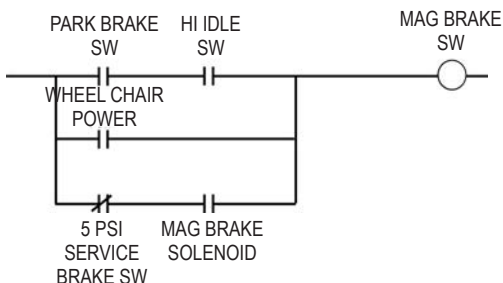 PARK BRAKE
SW
HI IDLE
SW
MAG BRAKE
SW
WHEEL CHAIR
POWER
5 PSI
SERVICE
BRAKE SW
MAG BRAKE
SOLENOID